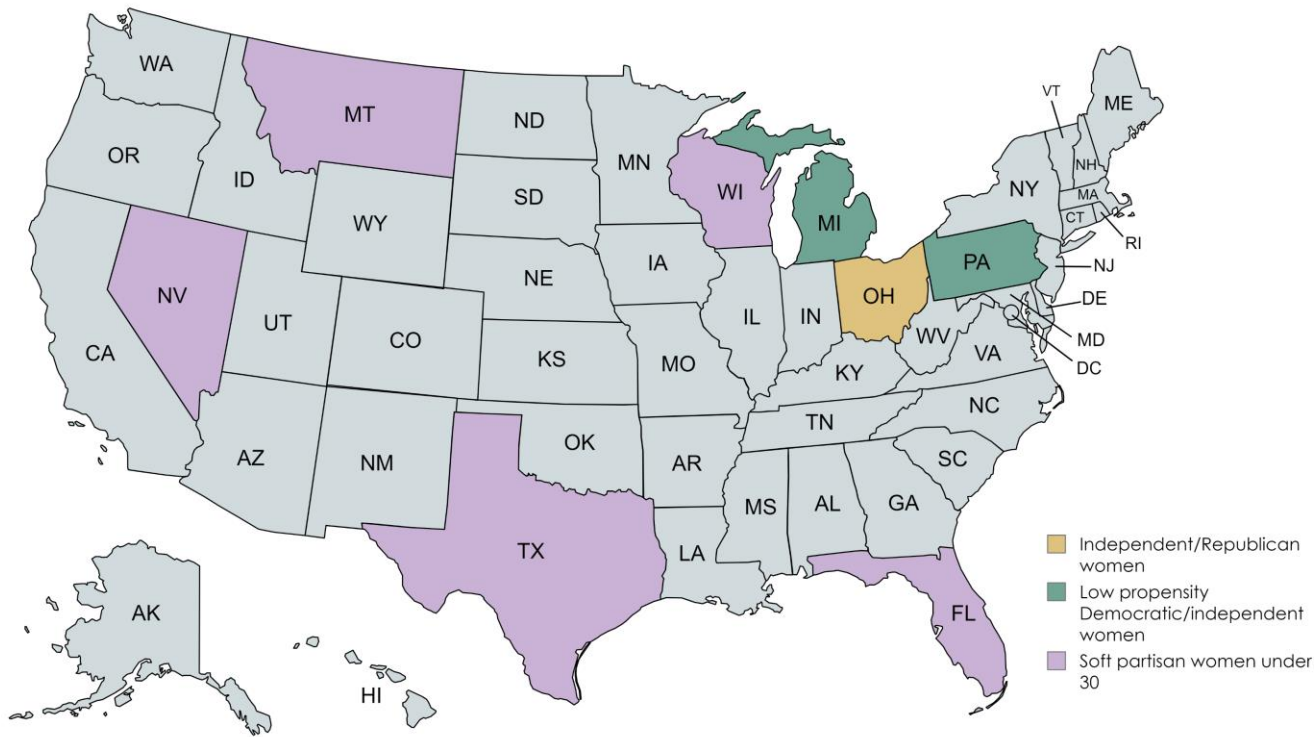 WA
MT
ND
MN
VT
ME
OR
ID
SD
WI
NH
NY
MA
WY
MI
CT
RI
IA
PA
NJ
NE
NV
OH
DE
UT
IL
IN
CO
WV
MD
CA
KS
MO
VA
DC
KY
NC
TN
OK
AZ
NM
AR
SC
MS
AL
GA
TX
LA
Independent/Republican
women
Low propensity
Democratic/independent
women
Soft partisan women under
30
AK
FL
HI